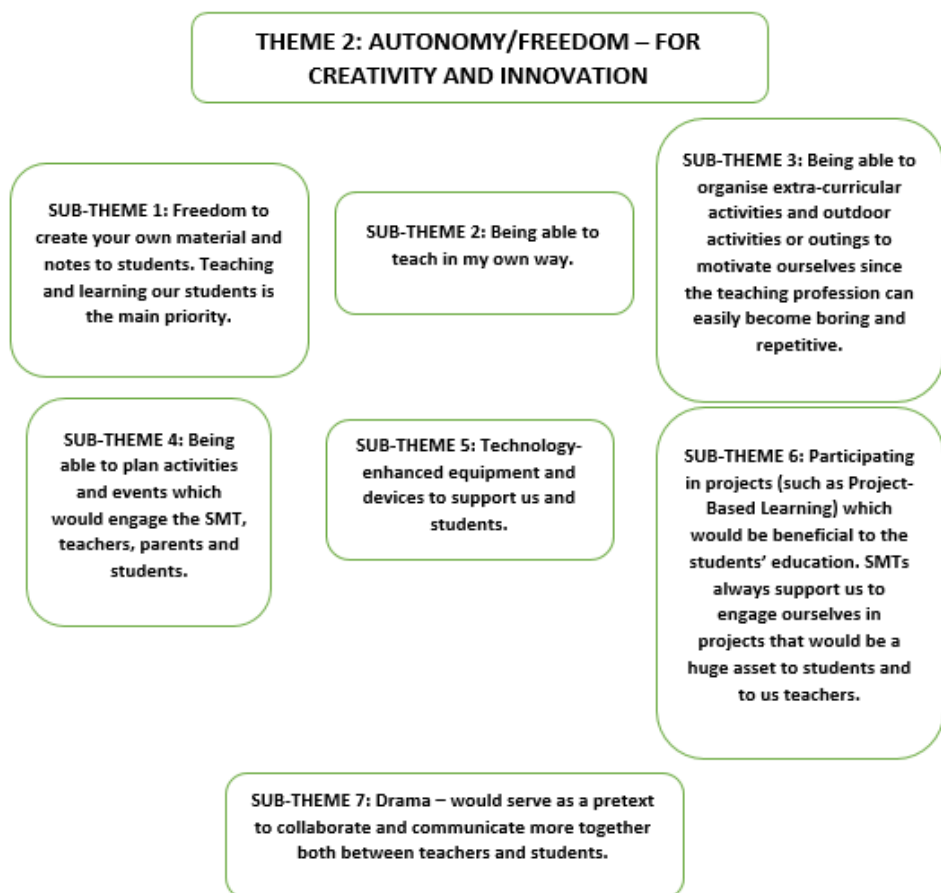 THEME 2: AUTONOMY/FREEDOM – FOR
CREATIVITY AND INNOVATION
SUB-THEME 1: Freedom to
create your own material and
notes to students. Teaching
and learning our students is
the main priority.
SUB-THEME 2: Being able to
teach in my own way.
SUB-THEME 3: Being able to
organise extra-curricular
activities and outdoor
activities or outings to
motivate ourselves since
the teaching profession can
easily become boring and
repetitive.
SUB-THEME 4: Being
able to plan activities
and events which
would engage the SMT,
teachers, parents and
students.
SUB-THEME 5: Technology-
enhanced equipment and
devices to support us and
students.
SUB-THEME 6: Participating
in projects (such as Project-
Based Learning) which
would be beneficial to the
students’ education. SMTs
always support us to
engage ourselves in
projects that would be a
huge asset to students and
to us teachers.
SUB-THEME 7: Drama – would serve as a pretext
to collaborate and communicate more together
both between teachers and students.